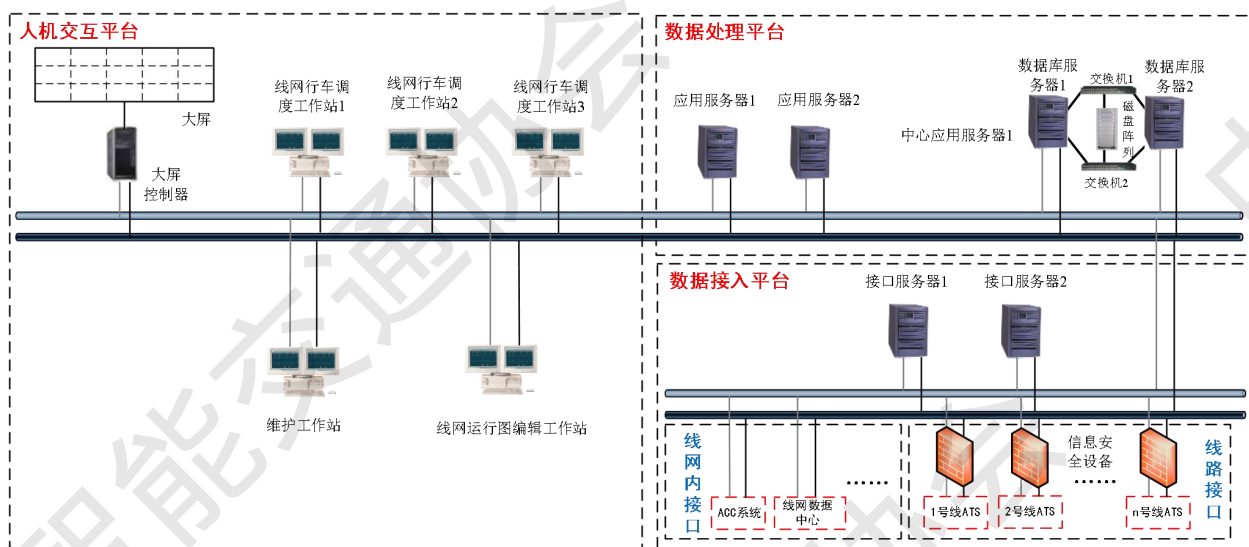 人机交互平台
大屏
大屏
控制器
线网行车调
度工作站1
线网行车调
度工作站2
线网行车调
度工作站3
维护工作站
线网运行图编辑工作站
数据处理平台
应用服务器1
应用服务器2
中心应用服务器1
数据库服
务器1
交换机1
磁
盘
阵
列
交换机2
数据库服
务器2
数据接入平台
接口服务器1
接口服务器2
线
网
内
接
口
ACC系统
线网数据
中心
……
1号线ATS
2号线ATS
信息安
全设备
……
n号线ATS
线
路
接
口
智能交通协会